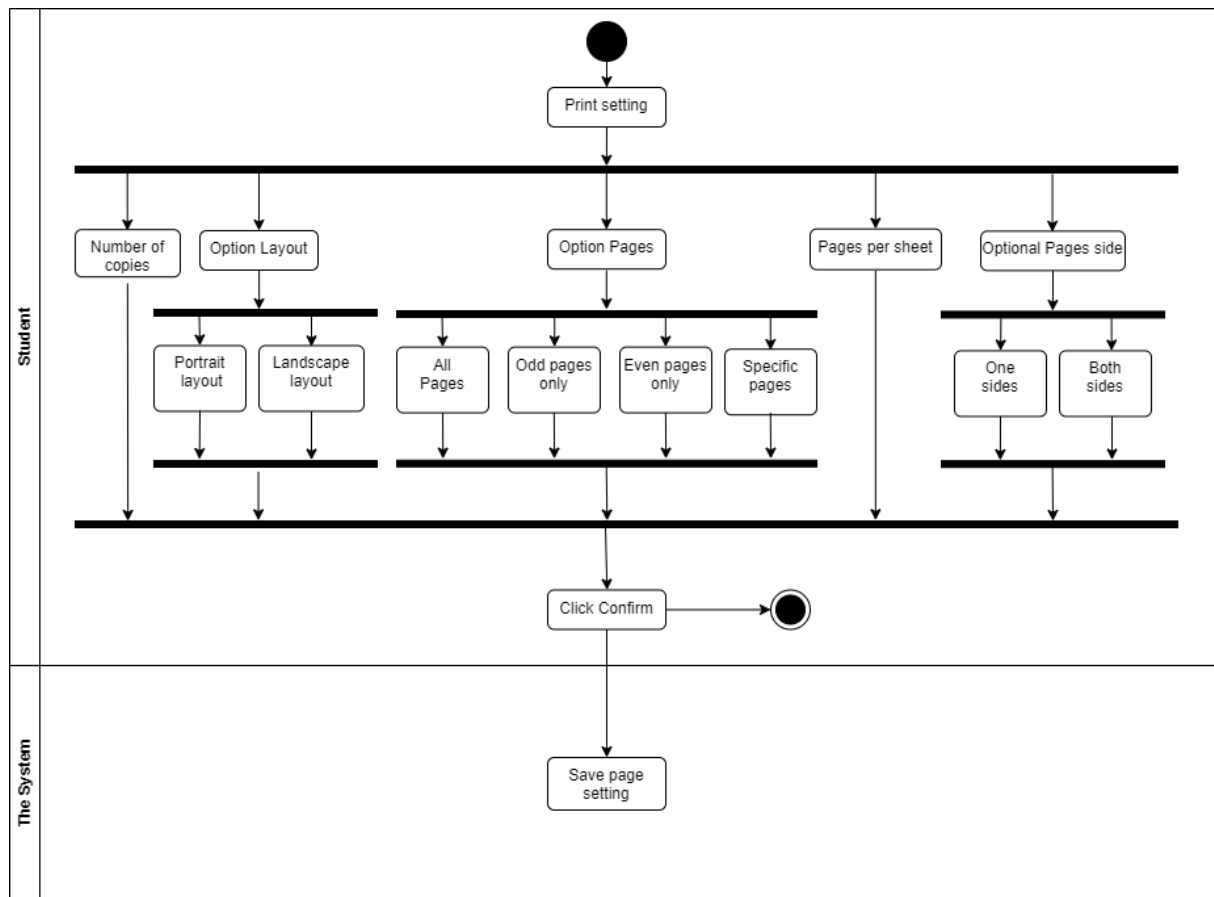 Student
Print setting
Number of
copies
Option Layout
Option Pages
Pages per sheet
Optional Pages side
Portrait
layout
Landscape
layout
All
Pages
Odd pages
only
Even pages
only
Specific
pages
One
sides
Both
sides
Click Confirm
The System
Save page
setting